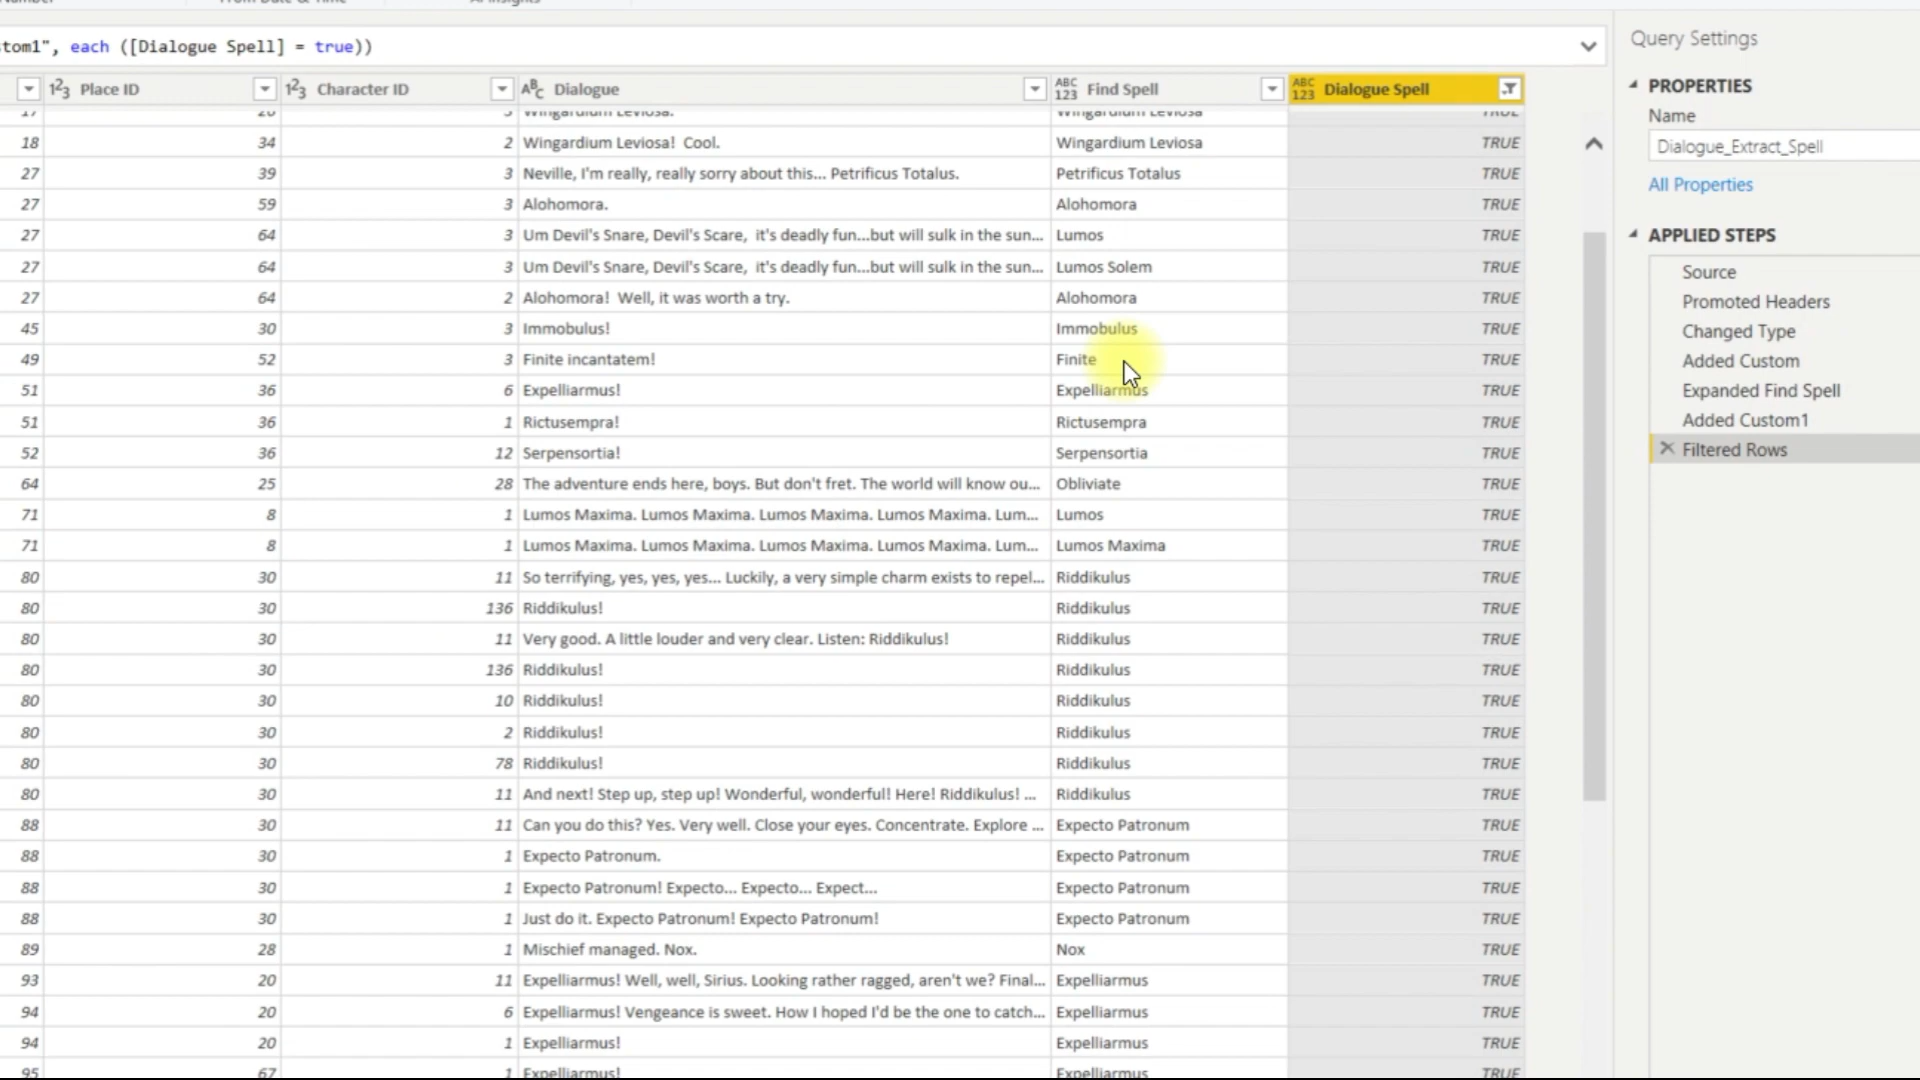 tom1", each ([Dialogue Spell] = true))
123 Place ID 123 Character ID ABC Dialogue ABC 123 Find Spell ABC 123 Dialogue Spell
18 34 2 Wingardium Leviosa!  Cool. Wingardium Leviosa TRUE
27 39 3 Neville, I'm really, really sorry about this... Petrificus Totalus. Petrificus Totalus TRUE
27 59 3 Alohomora. Alohomora TRUE
27 64 3 Um Devil's Snare, Devil's Scare,  it's deadly fun...but will sulk in the sun... Lumos TRUE
27 64 3 Um Devil's Snare, Devil's Scare,  it's deadly fun...but will sulk in the sun... Lumos Solem TRUE
27 64 2 Alohomora!  Well, it was worth a try. Alohomora TRUE
45 30 3 Immobulus! Immobulus TRUE
49 52 3 Finite incantatem! Finite TRUE
51 36 6 Expelliarmus! Expelliarmus TRUE
51 36 1 Rictusempra! Rictusempra TRUE
52 36 12 Serpensortia! Serpensortia TRUE
64 25 28 The adventure ends here, boys. But don't fret. The world will know ou... Obliviate TRUE
71 8 1 Lumos Maxima. Lumos Maxima. Lumos Maxima. Lumos Maxima. Lum... Lumos TRUE
71 8 1 Lumos Maxima. Lumos Maxima. Lumos Maxima. Lumos Maxima. Lum... Lumos Maxima TRUE
80 30 11 So terrifying, yes, yes, yes... Luckily, a very simple charm exists to repel... Riddikulus TRUE
80 30 136 Riddikulus! Riddikulus TRUE
80 30 11 Very good. A little louder and very clear. Listen: Riddikulus! Riddikulus TRUE
80 30 136 Riddikulus! Riddikulus TRUE
80 30 10 Riddikulus! Riddikulus TRUE
80 30 2 Riddikulus! Riddikulus TRUE
80 30 78 Riddikulus! Riddikulus TRUE
80 30 11 And next! Step up, step up! Wonderful, wonderful! Here! Riddikulus! ... Riddikulus TRUE
88 30 11 Can you do this? Yes. Very well. Close your eyes. Concentrate. Explore ... Expecto Patronum TRUE
88 30 1 Expecto Patronum. Expecto Patronum TRUE
88 30 1 Expecto Patronum! Expecto... Expecto... Expect... Expecto Patronum TRUE
88 30 1 Just do it. Expecto Patronum! Expecto Patronum! Expecto Patronum TRUE
89 28 1 Mischief managed. Nox. Nox TRUE
93 20 11 Expelliarmus! Well, well, Sirius. Looking rather ragged, aren't we? Final... Expelliarmus TRUE
94 20 6 Expelliarmus! Vengeance is sweet. How I hoped I'd be the one to catch... Expelliarmus TRUE
94 20 1 Expelliarmus! Expelliarmus TRUE
95 67 1 Expelliarmus! Expelliarmus TRUE
Query Settings
PROPERTIES
Name
Dialogue_Extract_Spell
All Properties
APPLIED STEPS
Source
Promoted Headers
Changed Type
Added Custom
Expanded Find Spell
Added Custom1
Filtered Rows